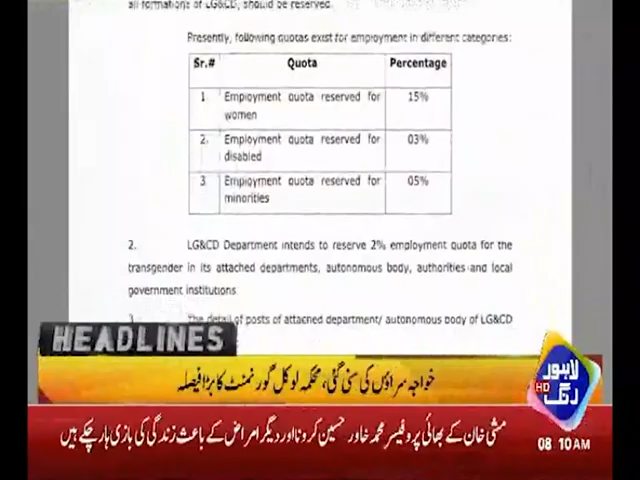 all formations of LG&CD, should be reserved.
Presently, following quotas exist for employment in different categories:
Sr.# Quota Percentage
1 Employment quota reserved for women 15%
2. Employment quota reserved for disabled 03%
3 Employment quota reserved for minorities 05%
2. LG&CD Department intends to reserve 2% employment quota for the
transgender in its attached departments, autonomous body, authorities and local
government institutions
The detail of posts of attached department/ autonomous body of LG&CD
HEADLINES
خواجہ سراؤں کی سنی گئی، محکمہ لوکل گورنمنٹ کا بڑا فیصلہ
لاہور
رنگ
HD
مشی خان کے بھائی پروفیسر محمد خاور حسین کرونا اور دیگر امراض کے باعث زندگی کی بازی ہار چکے ہیں
08 10AM